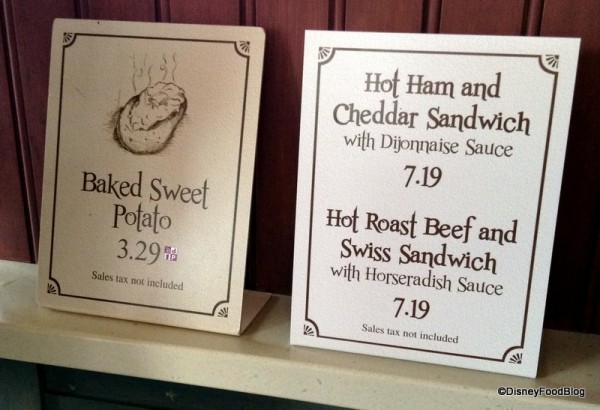 Baked Sweet
Potato
3.29
Sales tax not included
Hot Ham and
Cheddar Sandwich
with Dijonnaise Sauce
7.19
Hot Roast Beef and
Swiss Sandwich
with Horseradish Sauce
7.19
Sales tax not included
©DisneyFoodBlog